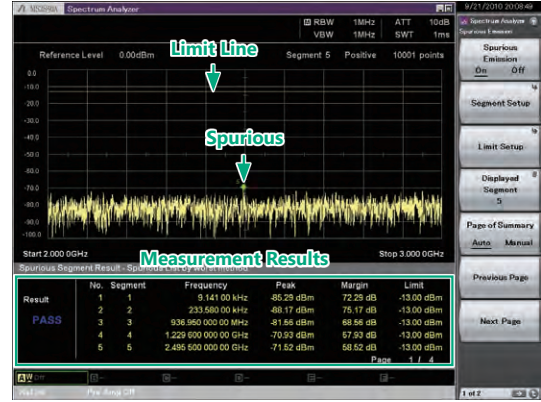 Spectrum Analyzer
9/21/2010 20:08:49
RBW 1MHz ATT 10dB
VBW 1MHz SWT 1ms
Reference Level 0.00dBm Segment 5 Positive 10001 points
Limit Line
0.0
-10.0
-20.0
-30.0
-40.0
-50.0
-60.0
-70.0
-80.0
-90.0
-100.0
Spurious
Start 2.000 0GHz Stop 3.000 0GHz
Measurement Results
Spurious Segment Result - Spurious List by Worst method
No. Segment Frequency Peak Margin Limit
Result 1 1 9.141 00 kHz -85.29 dBm 72.29 dB -13.00 dBm
PASS 2 2 233.580 00 kHz -88.17 dBm 75.17 dB -13.00 dBm
3 3 936.950 000 00 MHz -81.56 dBm 68.56 dB -13.00 dBm
4 4 1.229 600 000 00 GHz -70.93 dBm 57.93 dB -13.00 dBm
5 5 2.495 500 000 00 GHz -71.52 dBm 58.52 dB -13.00 dBm
Page 1 / 4
Pre-Amp Off
Spectrum Analyzer
Spurious Emission
Spurious
Emission
On Off
Segment Setup
Limit Setup
Displayed
Segment
5
Page of Summary
Auto Manual
Previous Page
Next Page
1 of 2